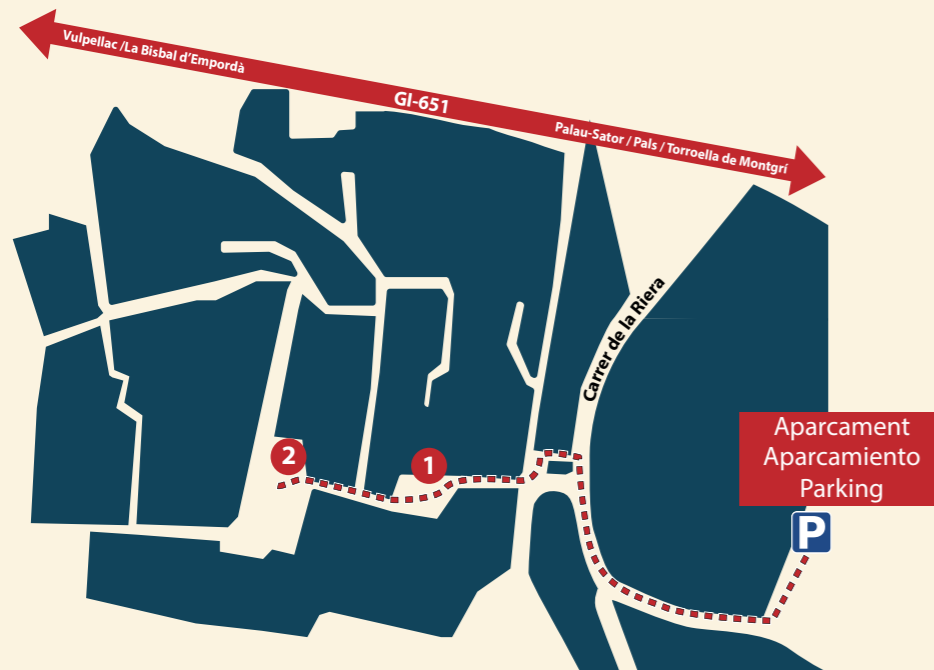 Vulpellac /La Bisbal d'Empordà
GI-651
Palau-Sator / Pals / Torroella de Montgrí
Carrer de la Riera
Aparcament
Aparcamiento
Parking
P
1
2